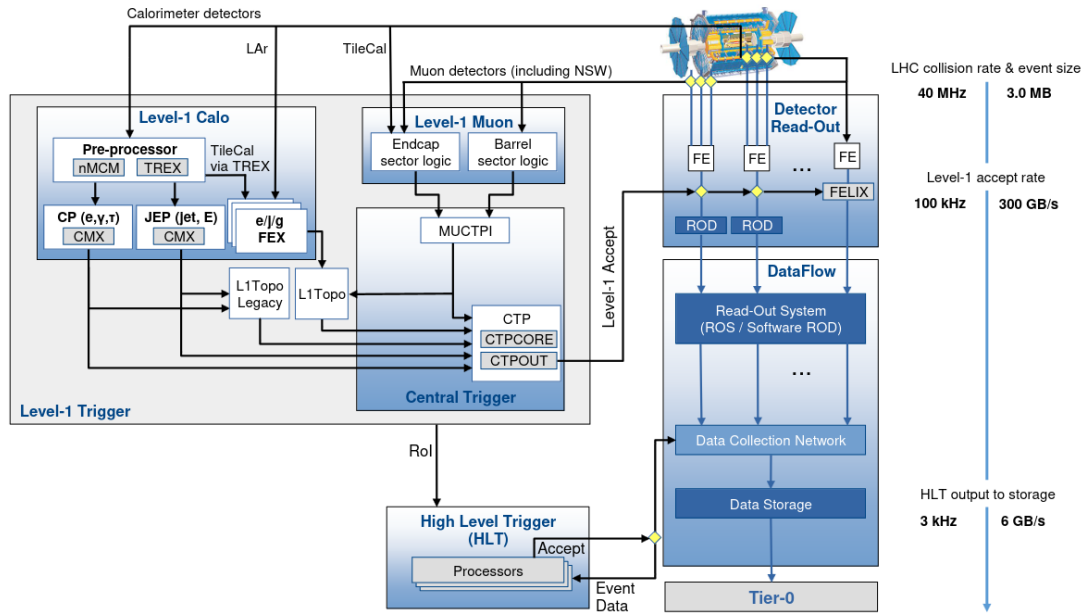 Calorimeter detectors
LAr
TileCal
Muon detectors (including NSW)
Level-1 Calo
Pre-processor
nMCM
TREX
TileCal
via TREX
CP (e,γ,τ)
CMX
JEP (jet, E)
CMX
e/j/g
FEX
Level-1 Muon
Endcap
sector logic
Barrel
sector logic
MUCTPI
L1Topo
Legacy
L1Topo
CTP
CTPCORE
CTPOUT
Central Trigger
Level-1 Trigger
Level-1 Accept
RoI
High Level Trigger
(HLT)
Accept
Processors
Event
Data
Detector
Read-Out
FE
FE
FE
...
FELIX
ROD
ROD
DataFlow
Read-Out System
(ROS / Software ROD)
...
Data Collection Network
Data Storage
Tier-0
LHC collision rate & event size
40 MHz 3.0 MB
Level-1 accept rate
100 kHz 300 GB/s
HLT output to storage
3 kHz 6 GB/s